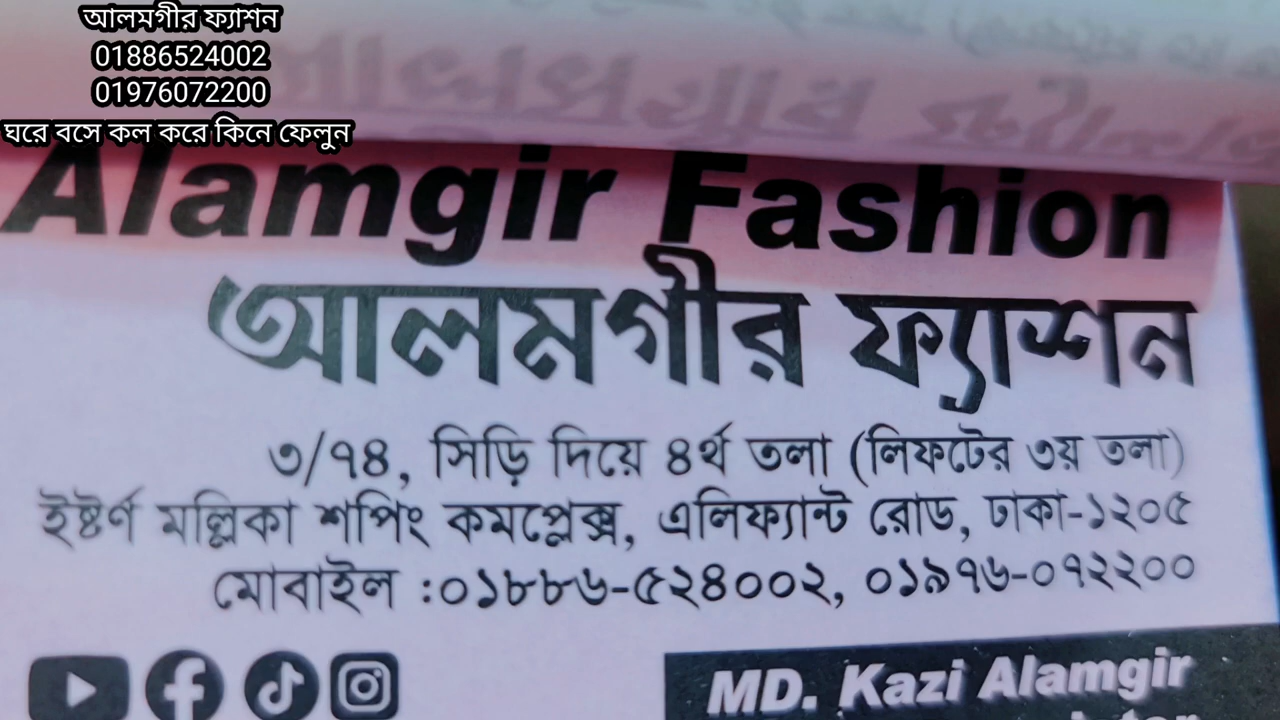 আলমগীর ফ্যাশন
01886524002
01976072200
ঘরে বসে কল করে কিনে ফেলুন
Alamgir Fashion
আলমগীর ফ্যাশন
৩/৭৪, সিড়ি দিয়ে ৪র্থ তলা (লিফটের ৩য় তলা)
ইষ্টর্ণ মল্লিকা শপিং কমপ্লেক্স, এলিফ্যান্ট রোড, ঢাকা-১২০৫
মোবাইল :০১৮৮৬-৫২৪০০২, ০১৯৭৬-০৭২২০০
MD. Kazi Alamgir